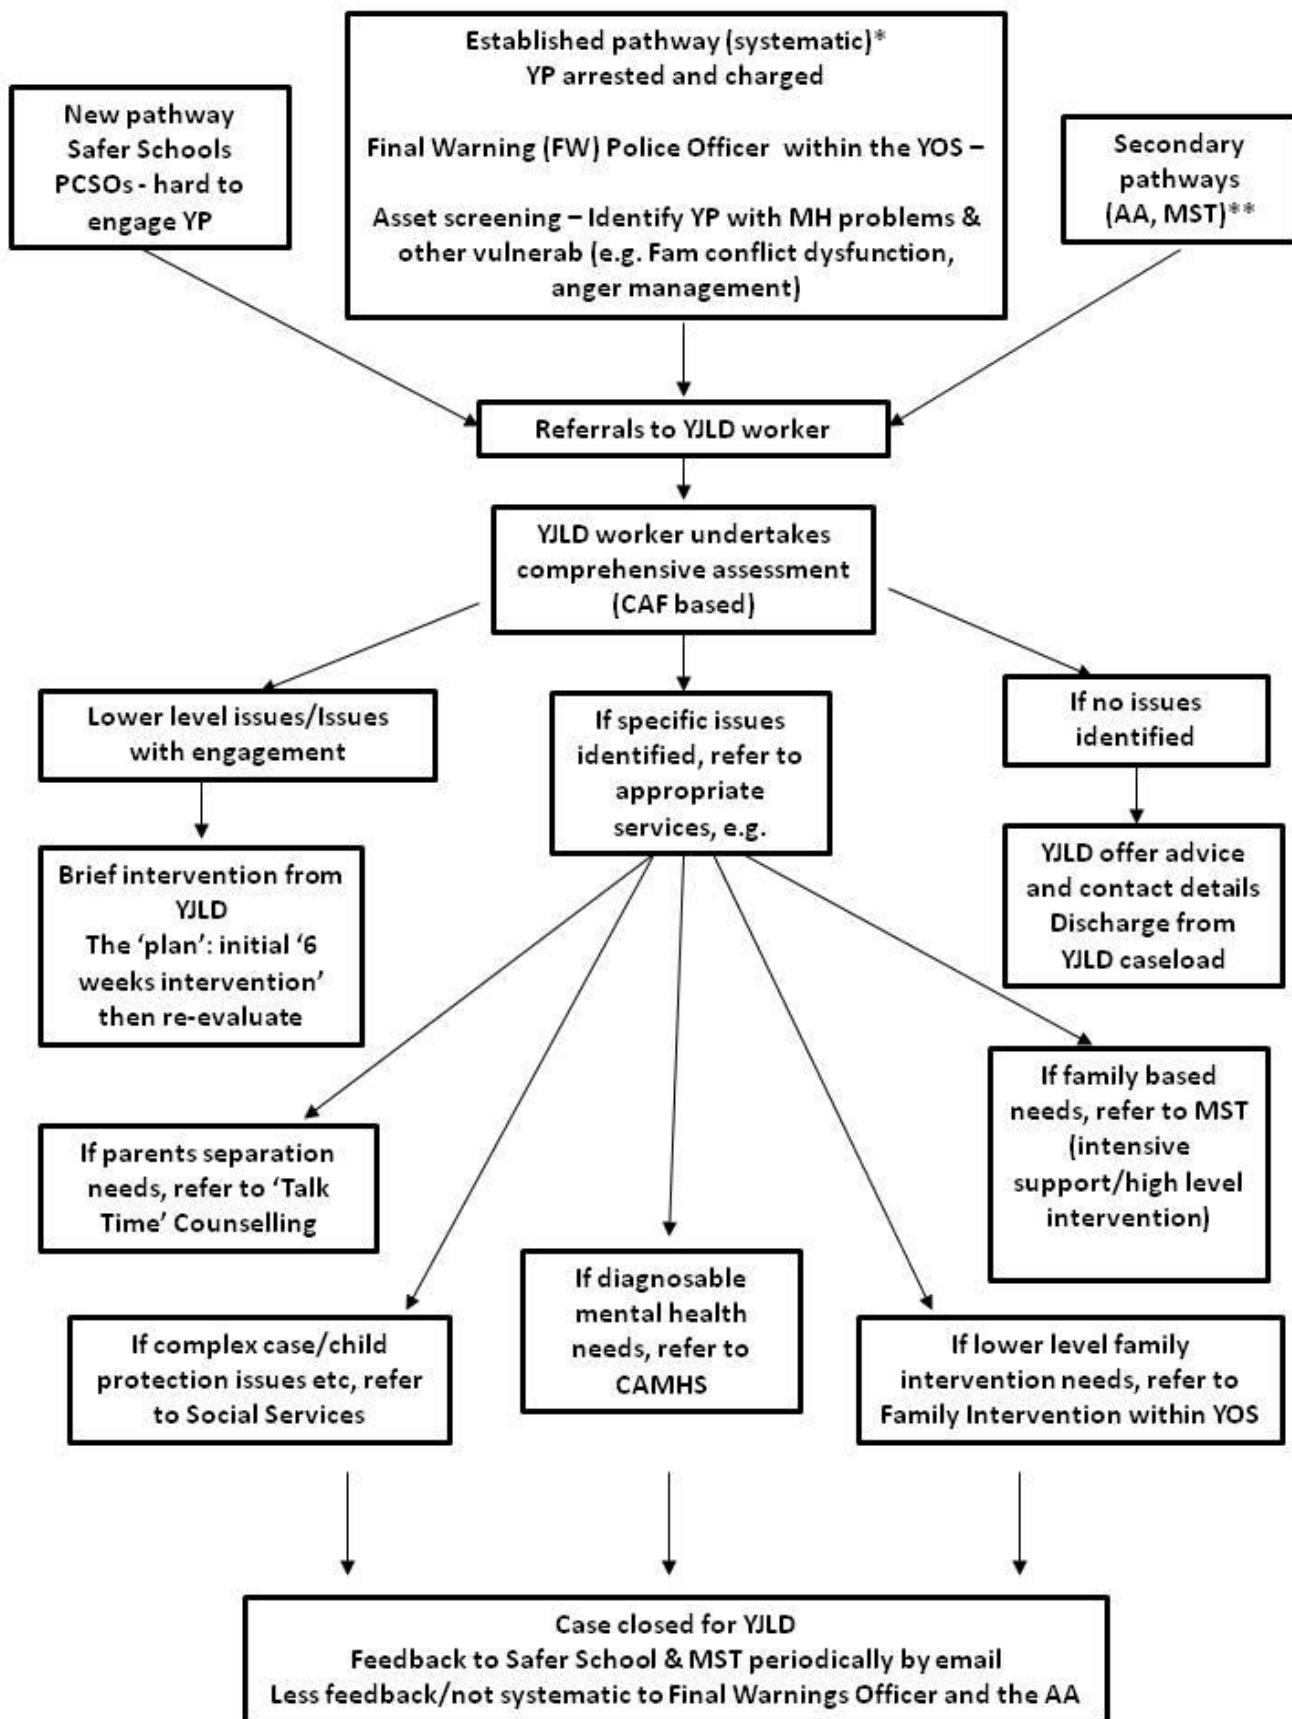 Established pathway (systematic)*
YP arrested and charged
Final Warning (FW) Police Officer within the YOS –
Asset screening – Identify YP with MH problems &
other vulnerab (e.g. Fam conflict dysfunction,
anger management)
New pathway
Safer Schools
PCSOs - hard to
engage YP
Secondary
pathways
(AA, MST)**
Referrals to YJLD worker
YJLD worker undertakes
comprehensive assessment
(CAF based)
Lower level issues/Issues
with engagement
If specific issues
identified, refer to
appropriate
services, e.g.
If no issues
identified
Brief intervention from
YJLD
The ‘plan’: initial ‘6
weeks intervention’
then re-evaluate
YJLD offer advice
and contact details
Discharge from
YJLD caseload
If parents separation
needs, refer to ‘Talk
Time’ Counselling
If family based
needs, refer to MST
(intensive
support/high level
intervention)
If complex case/child
protection issues etc, refer
to Social Services
If diagnosable
mental health
needs, refer to
CAMHS
If lower level family
intervention needs, refer to
Family Intervention within YOS
Case closed for YJLD
Feedback to Safer School & MST periodically by email
Less feedback/not systematic to Final Warnings Officer and the AA